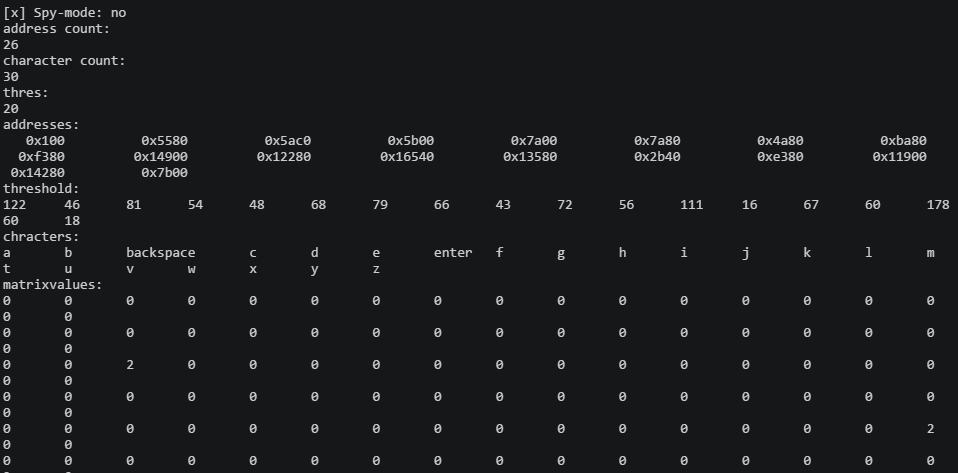 [x] Spy-mode: no
address count:
26
character count:
30
thres:
20
addresses:
0x100 0x5580 0x5ac0 0x5b00 0x7a00 0x7a80 0x4a80 0xba80
0xf380 0x14900 0x12280 0x16540 0x13580 0x2b40 0xe380 0x11900
0x14280 0x7b00
threshold:
122 46 81 54 48 68 79 66 43 72 56 111 16 67 60 178
60 18
chracters:
a b backspace c d e enter f g h i j k l m
t u v w x y z
matrixvalues:
0 0 0 0 0 0 0 0 0 0 0 0 0 0 0 0
0 0
0 0 0 0 0 0 0 0 0 0 0 0 0 0 0 0
0 0
0 0 2 0 0 0 0 0 0 0 0 0 0 0 0 0
0 0
0 0 0 0 0 0 0 0 0 0 0 0 0 0 0 0
0 0
0 0 0 0 0 0 0 0 0 0 0 0 0 0 0 2
0 0
0 0 0 0 0 0 0 0 0 0 0 0 0 0 0 0